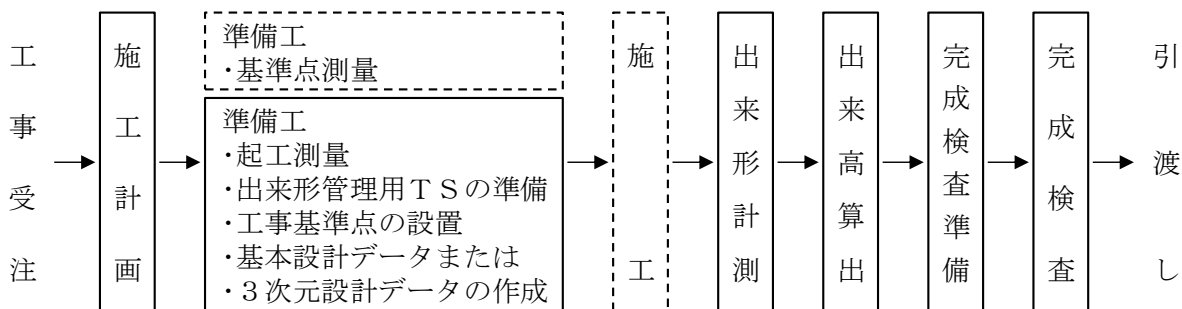 工事受注
施工計画
準備工
・基準点測量
準備工
・起工測量
・出来形管理用ＴＳの準備
・工事基準点の設置
・基本設計データまたは
・３次元設計データの作成
施工
出来形計測
出来高算出
完成検査準備
完成検査
引渡し